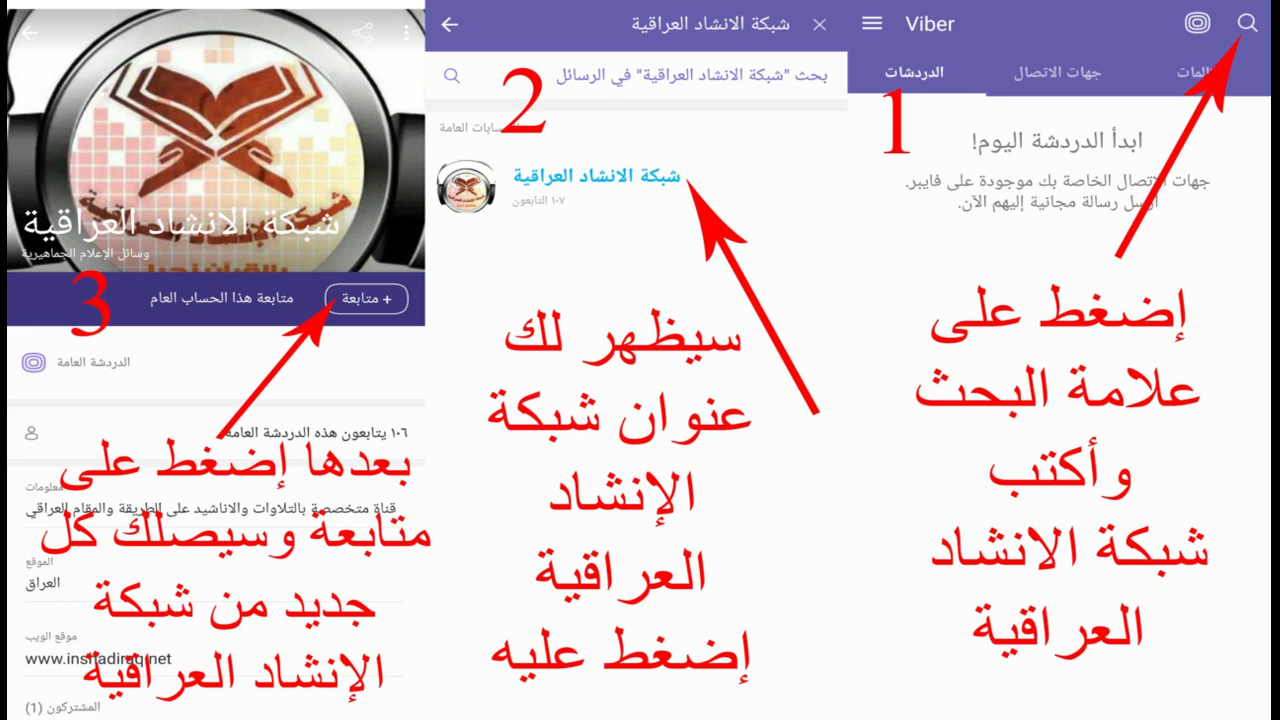 Viber
الدردشات
جهات الاتصال
1
ابدأ الدردشة اليوم!
جهات الاتصال الخاصة بك موجودة على فايبر.
أرسل رسالة مجانية إليهم الآن.
إضغط على
علامة البحث
وأكتب
شبكة الانشاد
العراقية
شبكة الانشاد العراقية
بحث "شبكة الانشاد العراقية" في الرسائل
2
العامة
شبكة الانشاد العراقية
١٠٧ التابعون
سيظهر لك
عنوان شبكة
الإنشاد
العراقية
إضغط عليه
شبكة الانشاد العراقية
وسائل الإعلام الجماهيرية
+ متابعة
متابعة هذا الحساب العام
3
الدردشة العامة
١٠٦ يتابعون هذه الدردشة العامة
بعدها إضغط على
معلومات
قناة متخصصة بالتلاوات والاناشيد على الطريقة والمقام العراقي
متابعة وسيصلك كل
الموقع
العراق
جديد من شبكة
موقع الويب
www.inshadiraq.net
الإنشاد العراقية
المشتركون (1)